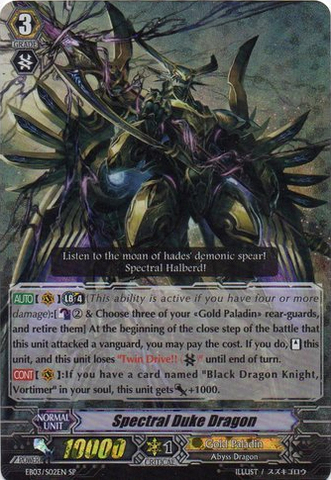 3
GRADE
Listen to the moan of hades' demonic spear!
Spectral Halberd!
AUTO [ ] LB 4 (This ability is active if you have four or more
damage):[ ② & Choose three of your «Gold Paladin» rear-guards,
and retire them] At the beginning of the close step of the battle that
this unit attacked a vanguard, you may pay the cost. If you do, this
this unit, and this unit loses "Twin Drive!!" until end of turn.
CONT [ ]:If you have a card named "Black Dragon Knight,
Vortimer" in your soul, this unit gets +1000.
NORMAL
UNIT
Spectral Duke Dragon
POWER
10000
1
CRITICAL
Gold Paladin
Abyss Dragon
EB03/S02EN SP
ILLUST / スズキゴロウ